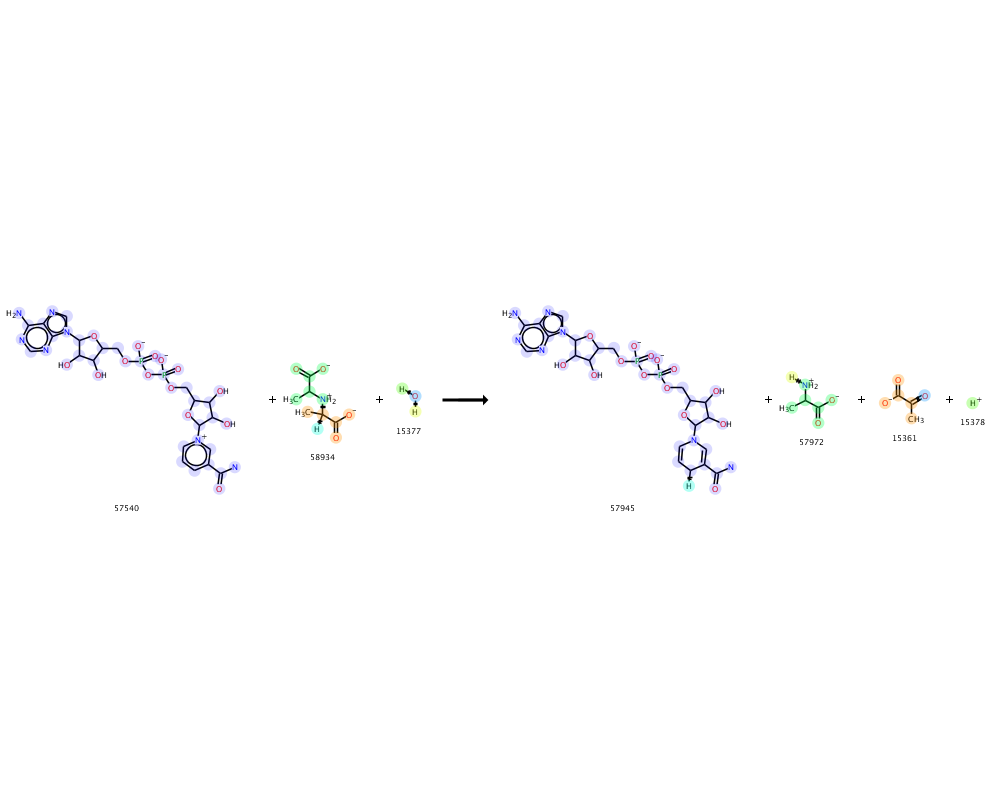 H₂N N N N N O HO OH O P O⁻ O O P O⁻ O O O OH OH N⁺ N O
57540
+
O O⁻ H₃C NH₂⁺ H₃C H O⁻ O
58934
+
H O H
15377
H₂N N N N N O HO OH O P O⁻ O O P O⁻ O O O OH OH N N O H
57945
+
H NH₂⁺ H₃C O⁻ O
57972
+
O O⁻ O CH₃
15361
+
H⁺
15378